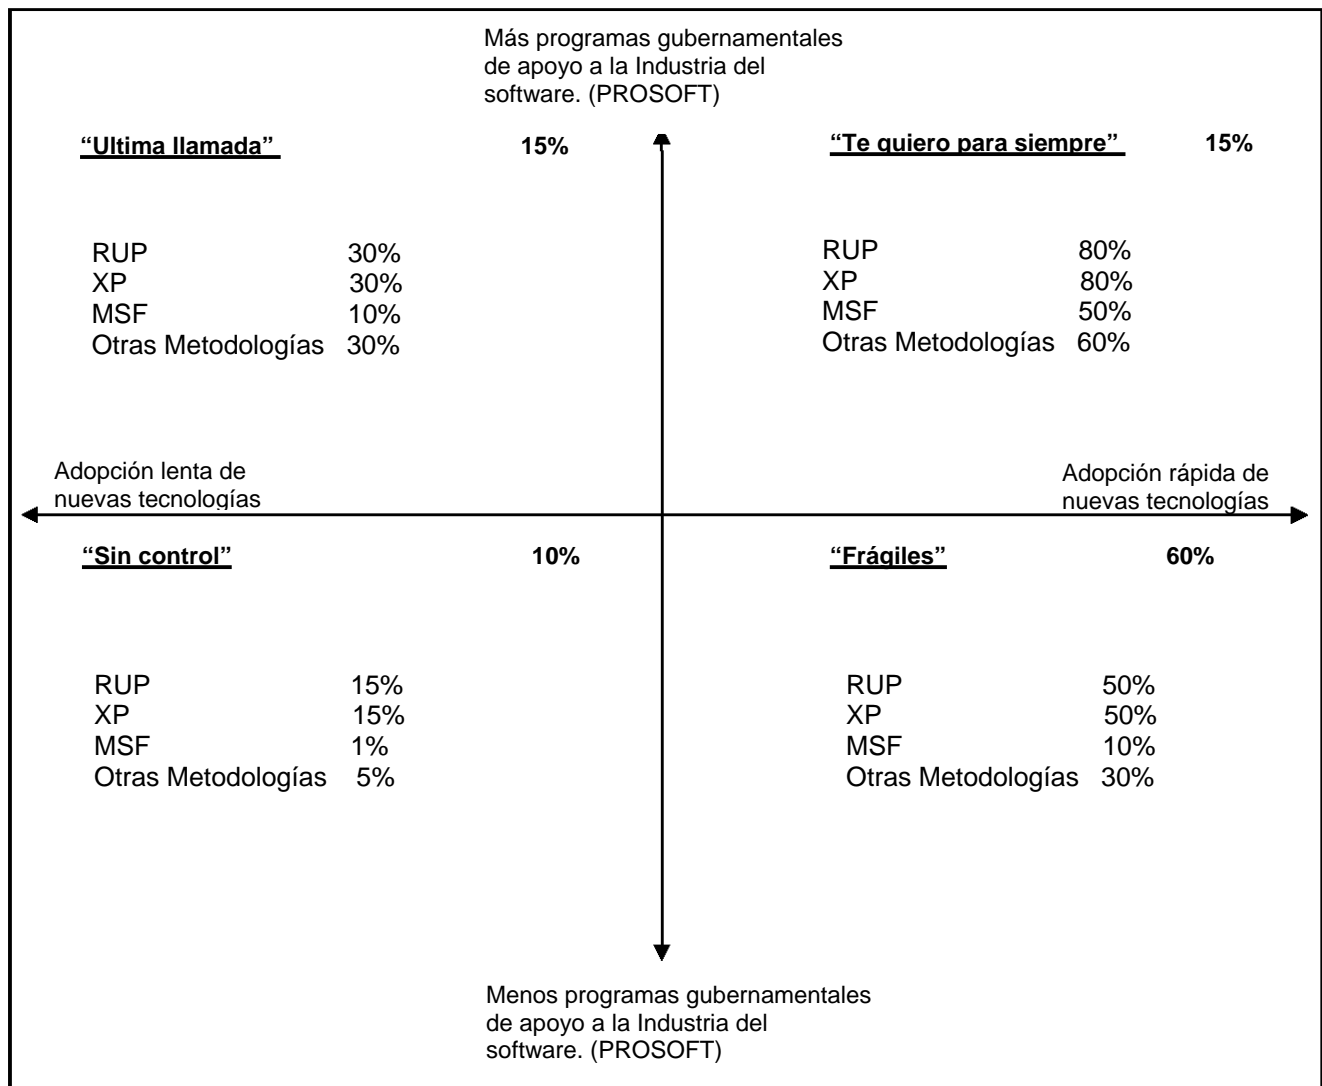 Más programas gubernamentales
de apoyo a la Industria del
software. (PROSOFT)
“Ultima llamada” 15%
RUP 30%
XP 30%
MSF 10%
Otras Metodologías 30%
“Te quiero para siempre” 15%
RUP 80%
XP 80%
MSF 50%
Otras Metodologías 60%
Adopción lenta de
nuevas tecnologías
Adopción rápida de
nuevas tecnologías
“Sin control” 10%
RUP 15%
XP 15%
MSF 1%
Otras Metodologías 5%
“Frágiles” 60%
RUP 50%
XP 50%
MSF 10%
Otras Metodologías 30%
Menos programas gubernamentales
de apoyo a la Industria del
software. (PROSOFT)